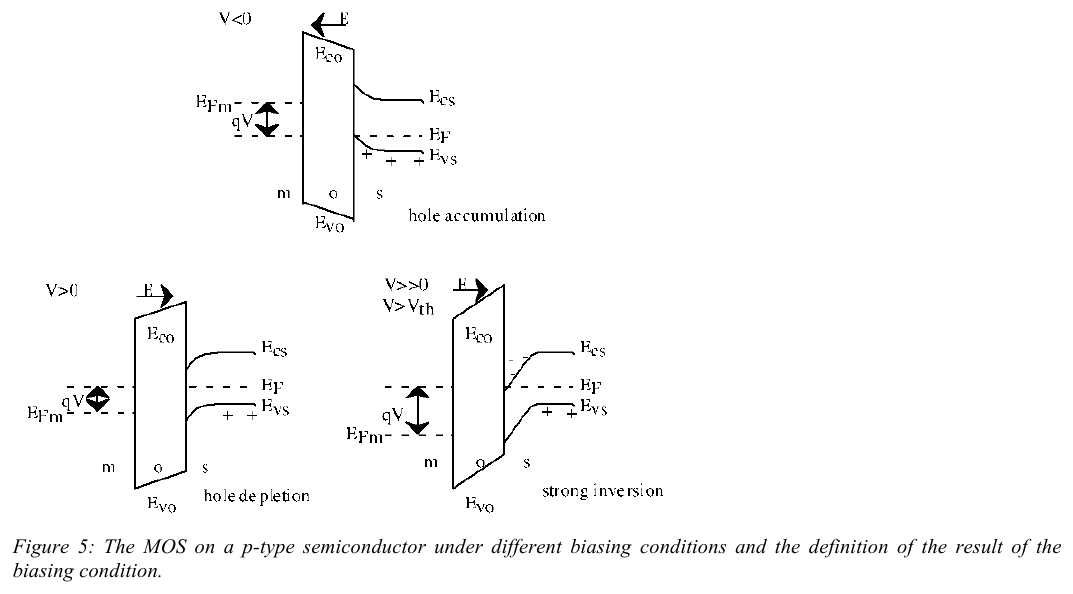 V<0
E
Eco
EFm
qV
Ecs
EF
Evs
+ + +
m o s
Evo
hole accumulation
V>0
E
Eco
Ecs
EF
qV
EFm
Evs
+ +
m o s
Evo
hole depletion
V>>0
E
V>Vth
Eco
- -
-
Ecs
EF
qV
Evs
+ +
EFm
m o s
Evo
strong inversion
Figure 5: The MOS on a p-type semiconductor under different biasing conditions and the definition of the result of the
biasing condition.